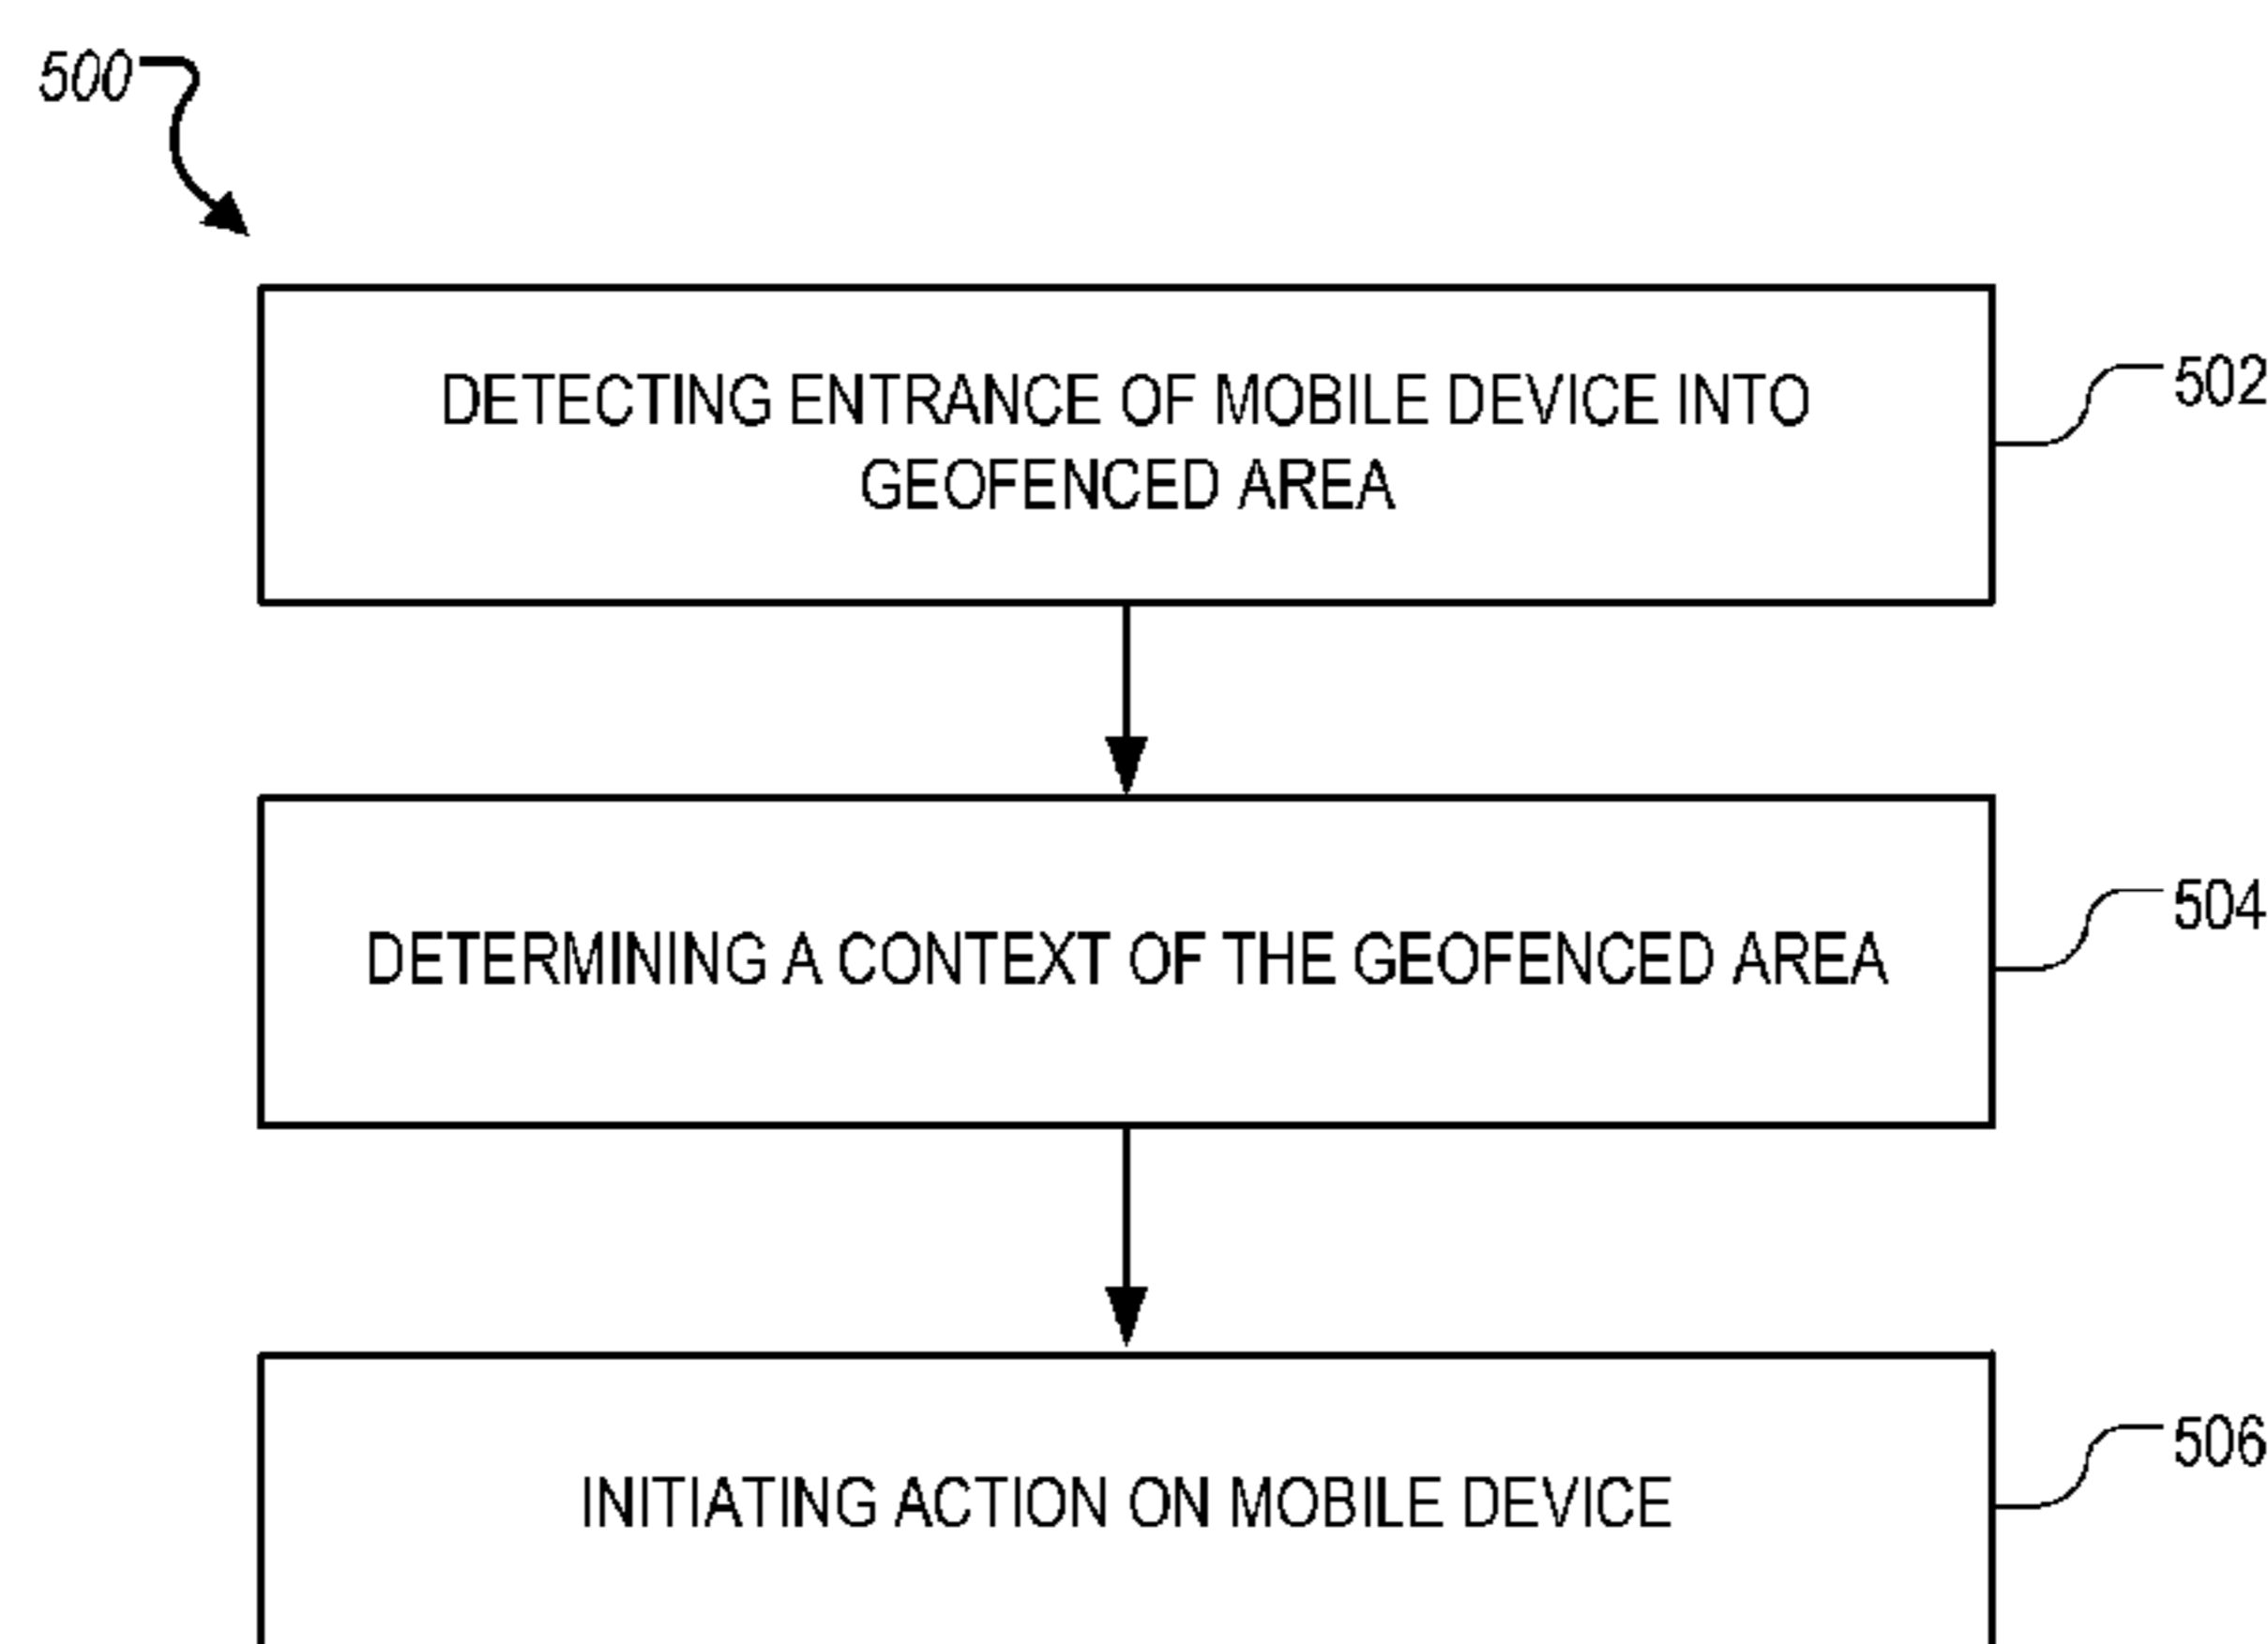 500
DETECTING ENTRANCE OF MOBILE DEVICE INTO
GEOFENCED AREA
502
DETERMINING A CONTEXT OF THE GEOFENCED AREA
504
INITIATING ACTION ON MOBILE DEVICE
506